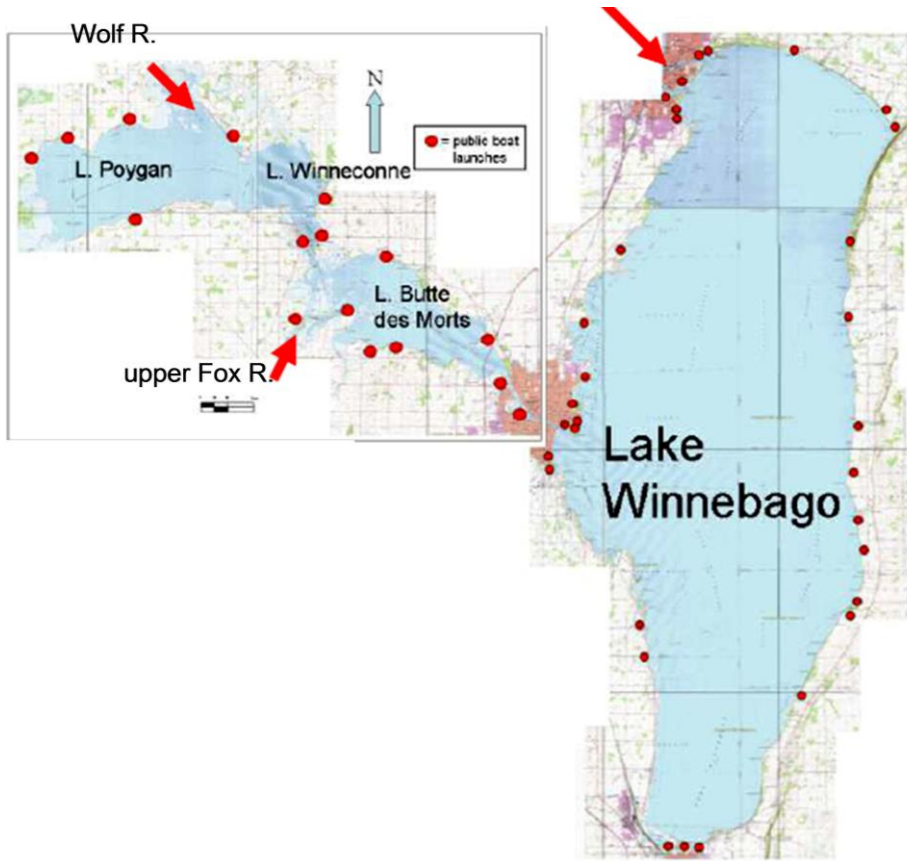 Wolf R.
N
= public boat
launches
L. Poygan
L. Winneconne
L. Butte
des Morts
upper Fox R.
Lake
Winnebago